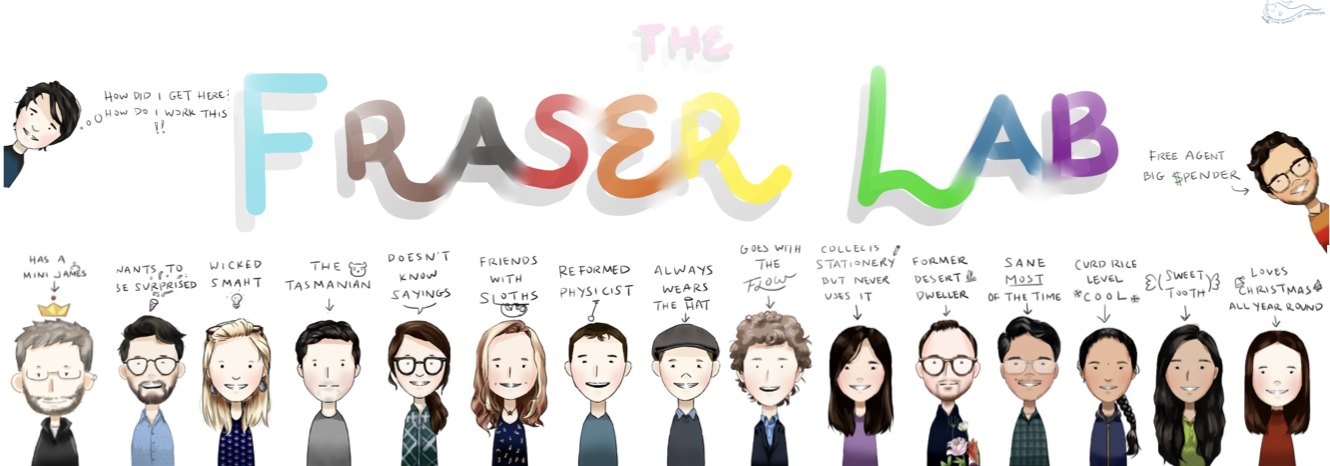 THE
FRASER LAB
HOW DID I GET HERE?
HOW DO I WORK THIS
!!
FREE AGENT
BIG $PENDER
HAS A
MINI JAMES
WANTS TO
BE SURPRISED
WICKED
SMAHT
THE
TASMANIAN
DOESN'T
KNOW
SAYINGS
FRIENDS
WITH
SLOTHS
REFORMED
PHYSICIST
ALWAYS
WEARS
THE HAT
GOES WITH
THE
FLOW
COLLECTS
STATIONERY
BUT NEVER
USES IT
FORMER
DESERT
DWELLER
SANE
MOST
OF THE TIME
CURD RICE
LEVEL
*COOL*
{(SWEET
TOOTH)}
LOVES
CHRISTMAS
ALL YEAR ROUND